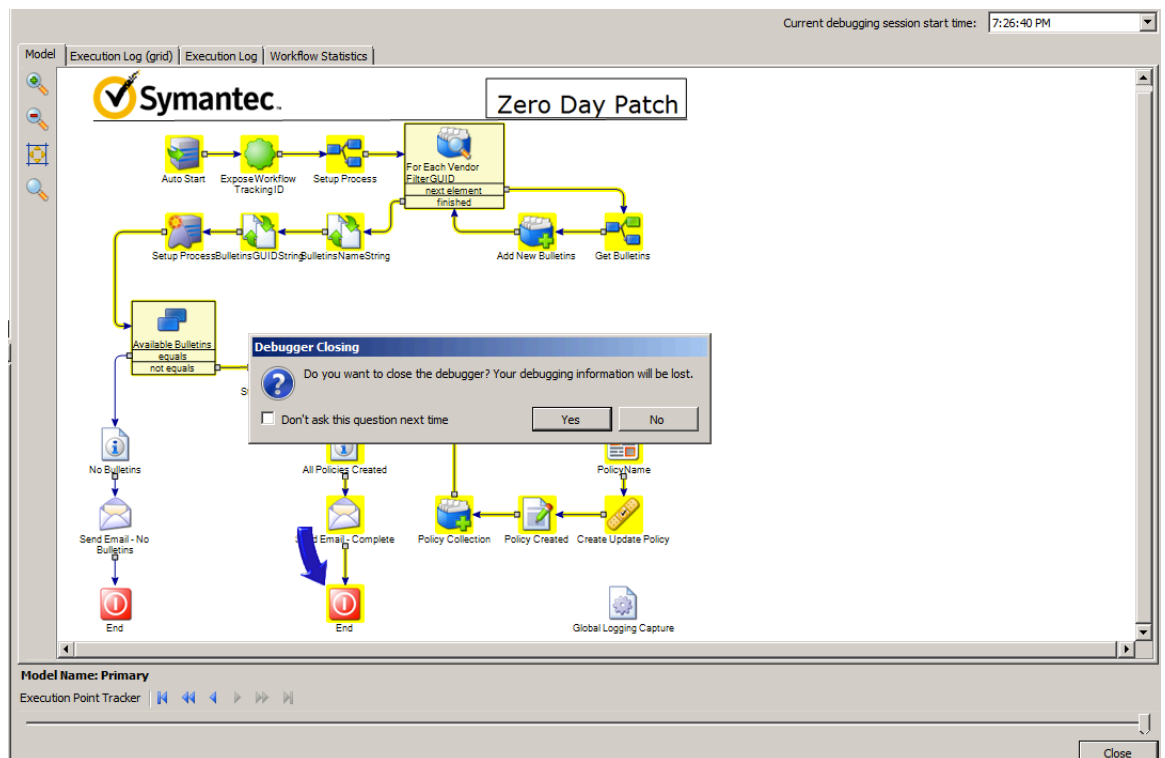 Current debugging session start time: 7:26:40 PM
Model Execution Log (grid) Execution Log Workflow Statistics
Symantec.
Zero Day Patch
Auto Start
Expose Workflow
TrackingID
Setup Process
For Each Vendor
FilterGUID
next element
finished
Setup Process
BulletinsGUIDString
BulletinsNameString
Add New Bulletins
Get Bulletins
Available Bulletins
equals
not equals
Debugger Closing
Do you want to close the debugger? Your debugging information will be lost.
Don't ask this question next time
Yes
No
No Bulletins
All Policies Created
PolicyName
Send Email - No
Bulletins
Email - Complete
Policy Collection
Policy Created
Create Update Policy
End
End
Global Logging Capture
Model Name: Primary
Execution Point Tracker
Close